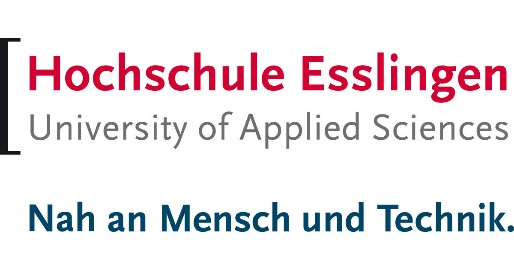 Hochschule Esslingen
University of Applied Sciences
Nah an Mensch und Technik.